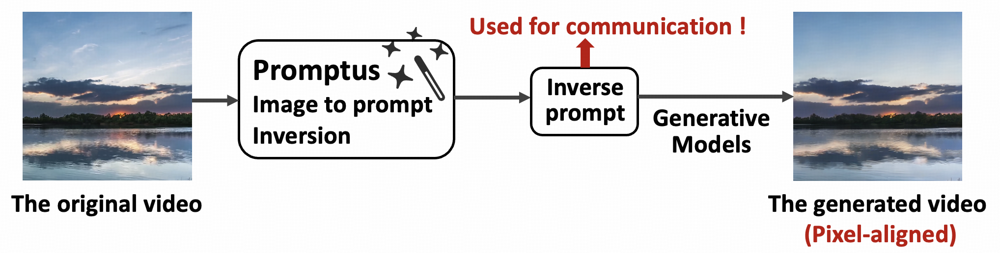 Used for communication !
Promptus
Image to prompt
Inversion
Inverse
prompt
Generative
Models
The original video
The generated video
(Pixel-aligned)